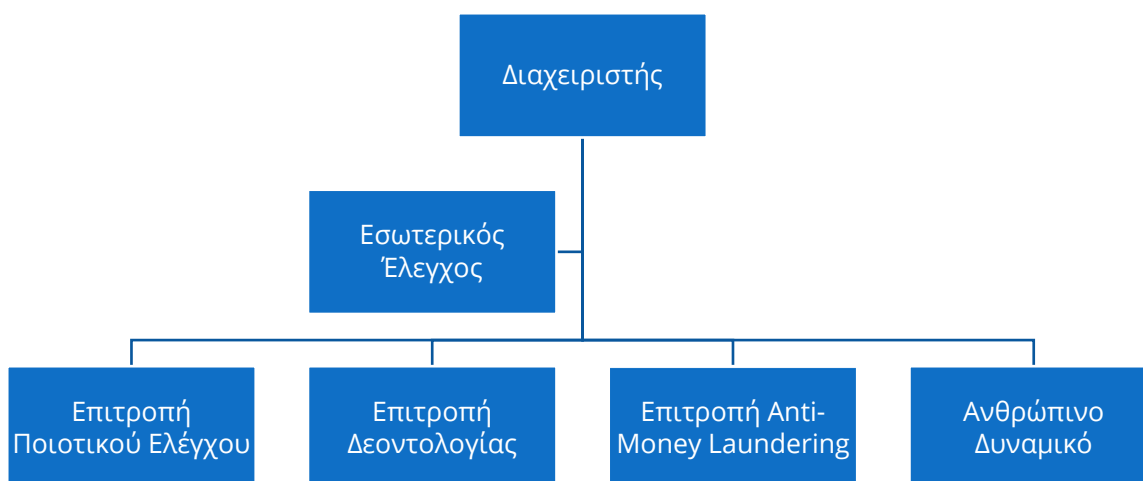 Διαχειριστής
Εσωτερικός
Έλεγχος
Επιτροπή
Ποιοτικού Ελέγχου
Επιτροπή
Δεοντολογίας
Επιτροπή Anti-
Money Laundering
Ανθρώπινο
Δυναμικό